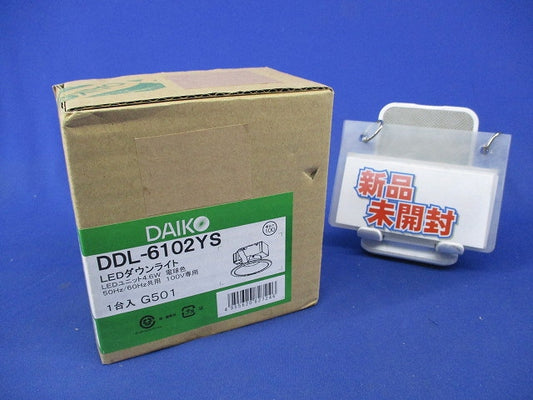 DAIKO
DDL-6102YS
LEDダウンライト
LEDユニット4.6W 電球色
50Hz/60Hz共用 100V専用
1台入 G501
新品
未開封